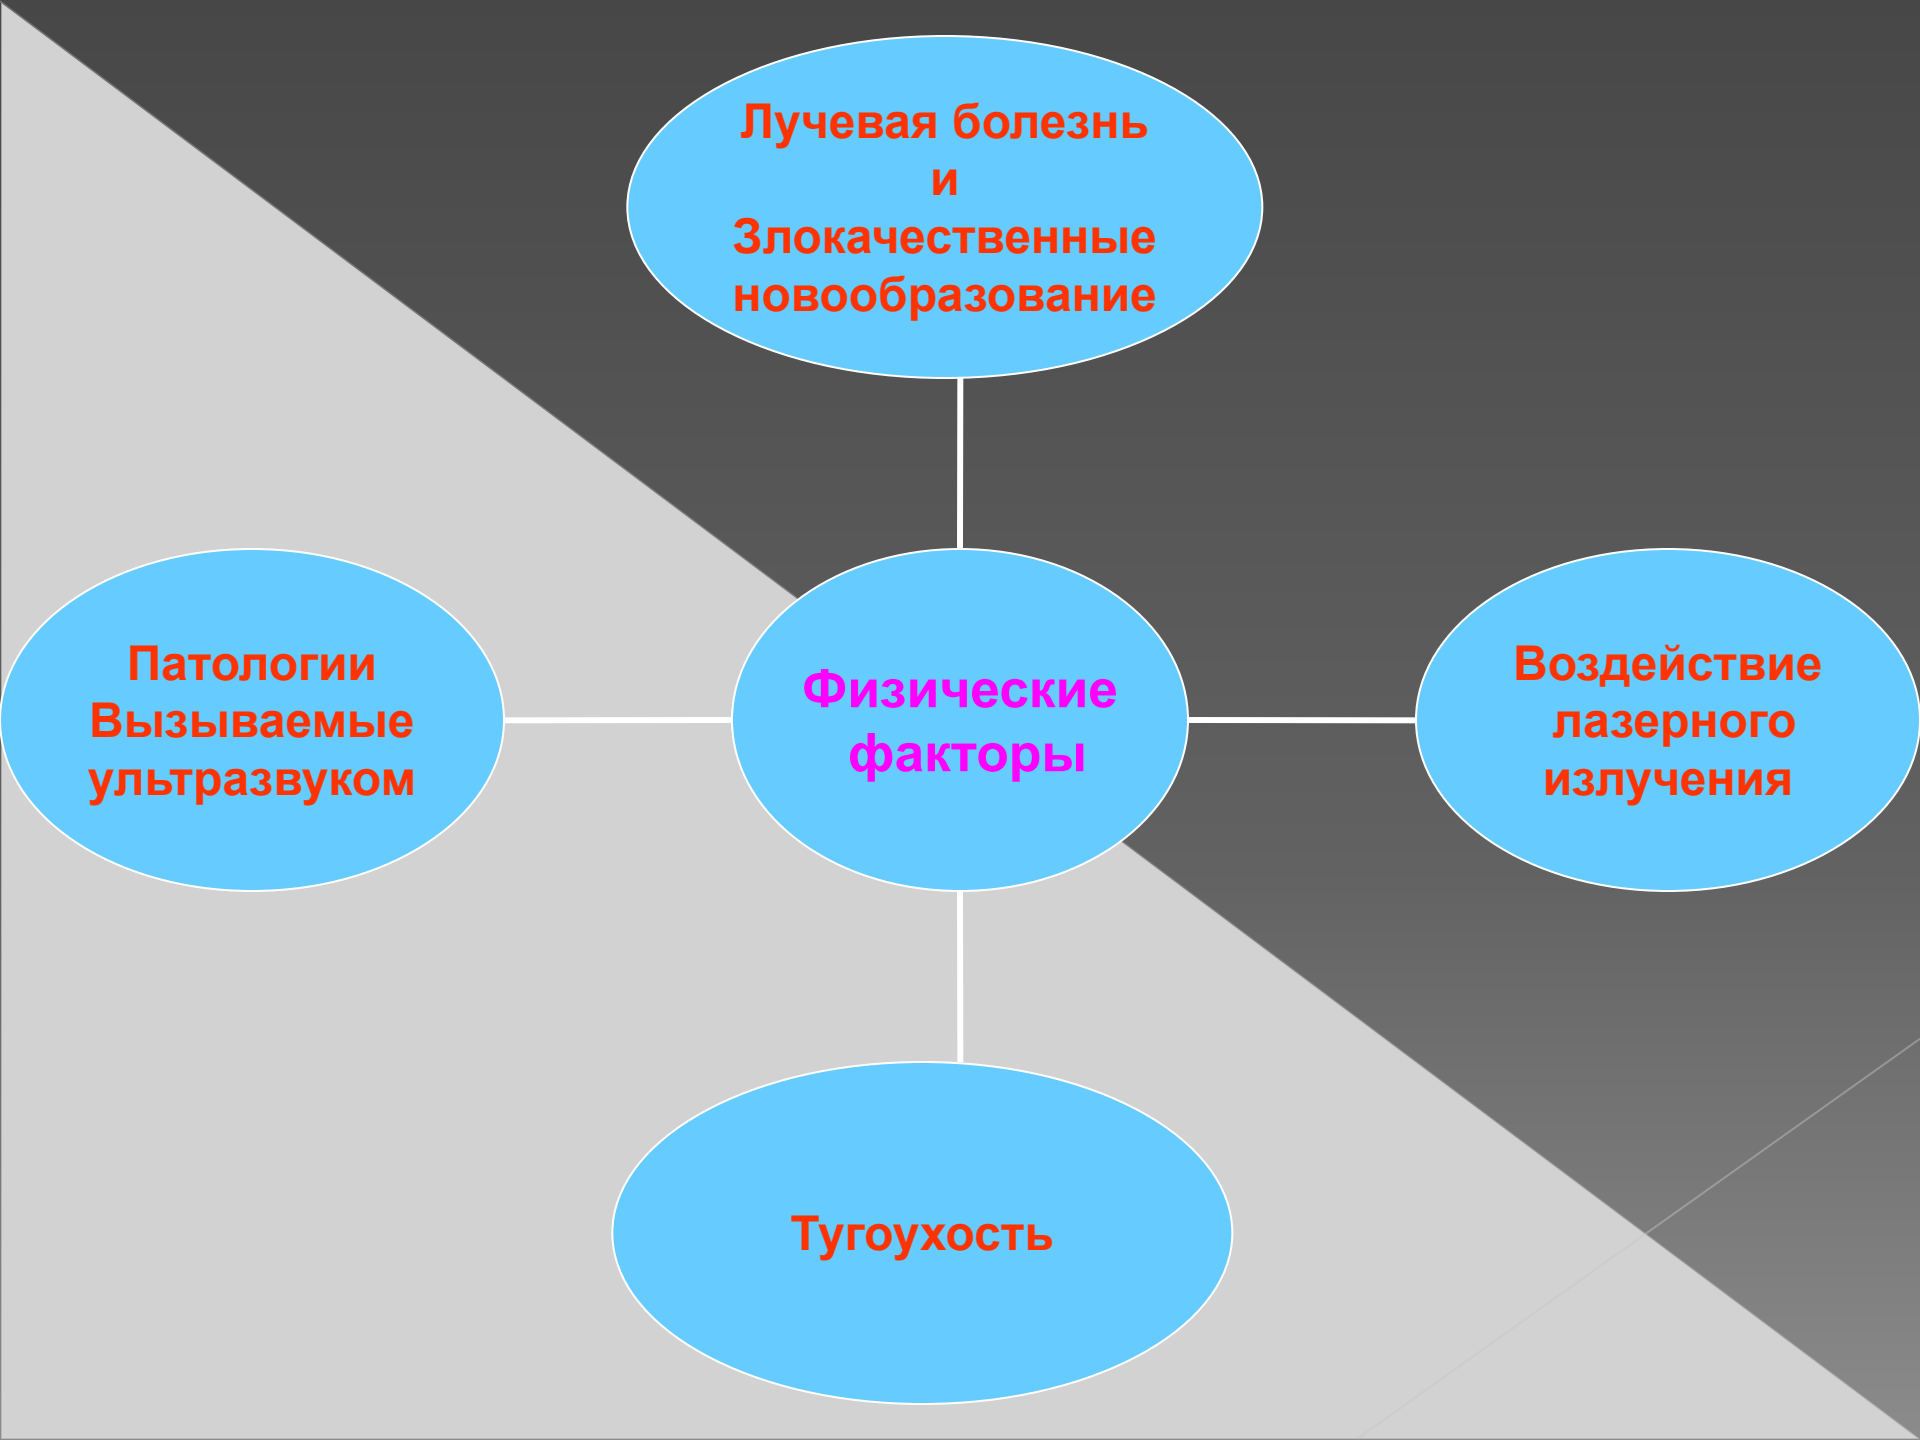 Лучевая болезнь
и
Злокачественные
новообразование
Патологии
Вызываемые
ультразвуком
Физические
факторы
Воздействие
лазерного
излучения
Тугоухость